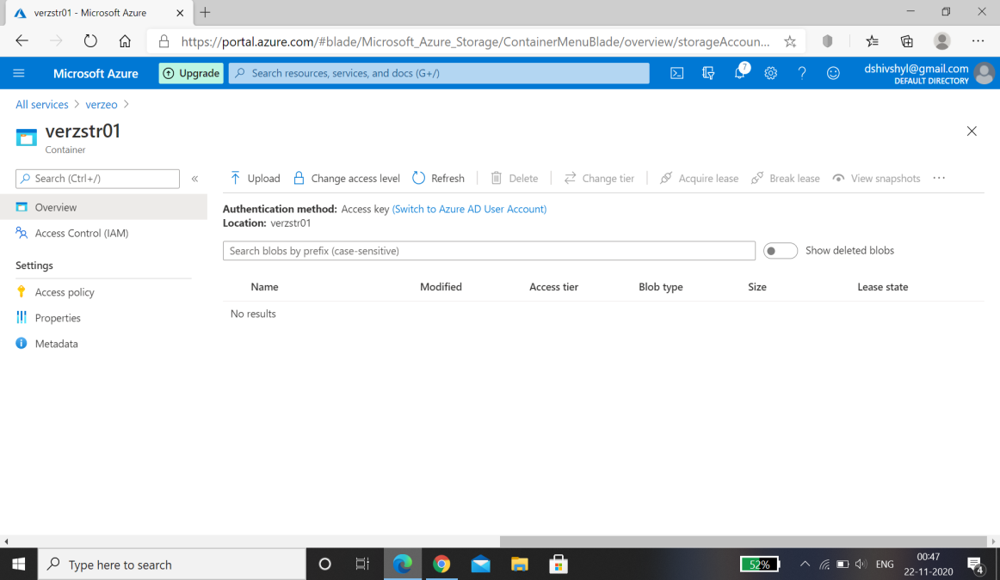 verzstr01 - Microsoft Azure
https://portal.azure.com/#blade/Microsoft_Azure_Storage/ContainerMenuBlade/overview/storageAccoun...
Microsoft Azure
Upgrade
Search resources, services, and docs (G+/)
7
dshivshyl@gmail.com
DEFAULT DIRECTORY
All services > verzeo >
verzstr01
Container
Search (Ctrl+/)
«
Overview
Access Control (IAM)
Settings
Access policy
Properties
Metadata
Upload Change access level Refresh Delete Change tier Acquire lease Break lease View snapshots ...
Authentication method: Access key (Switch to Azure AD User Account)
Location: verzstr01
Search blobs by prefix (case-sensitive) Show deleted blobs
Name Modified Access tier Blob type Size Lease state
No results
Type here to search
52%
ENG
00:47
22-11-2020
4